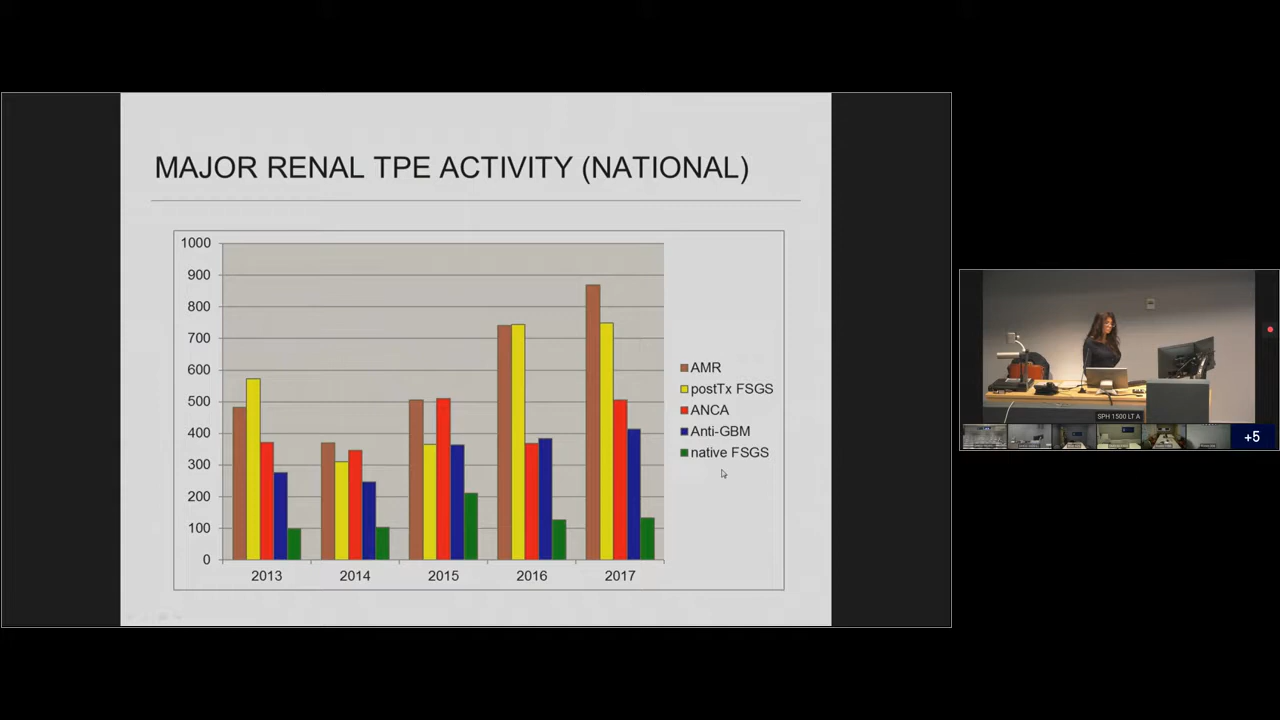 MAJOR RENAL TPE ACTIVITY (NATIONAL)
1000
900
800
700
600
500
400
300
200
100
0
2013 2014 2015 2016 2017
AMR
postTx FSGS
ANCA
Anti-GBM
native FSGS
SPH 1500 LT A
+5